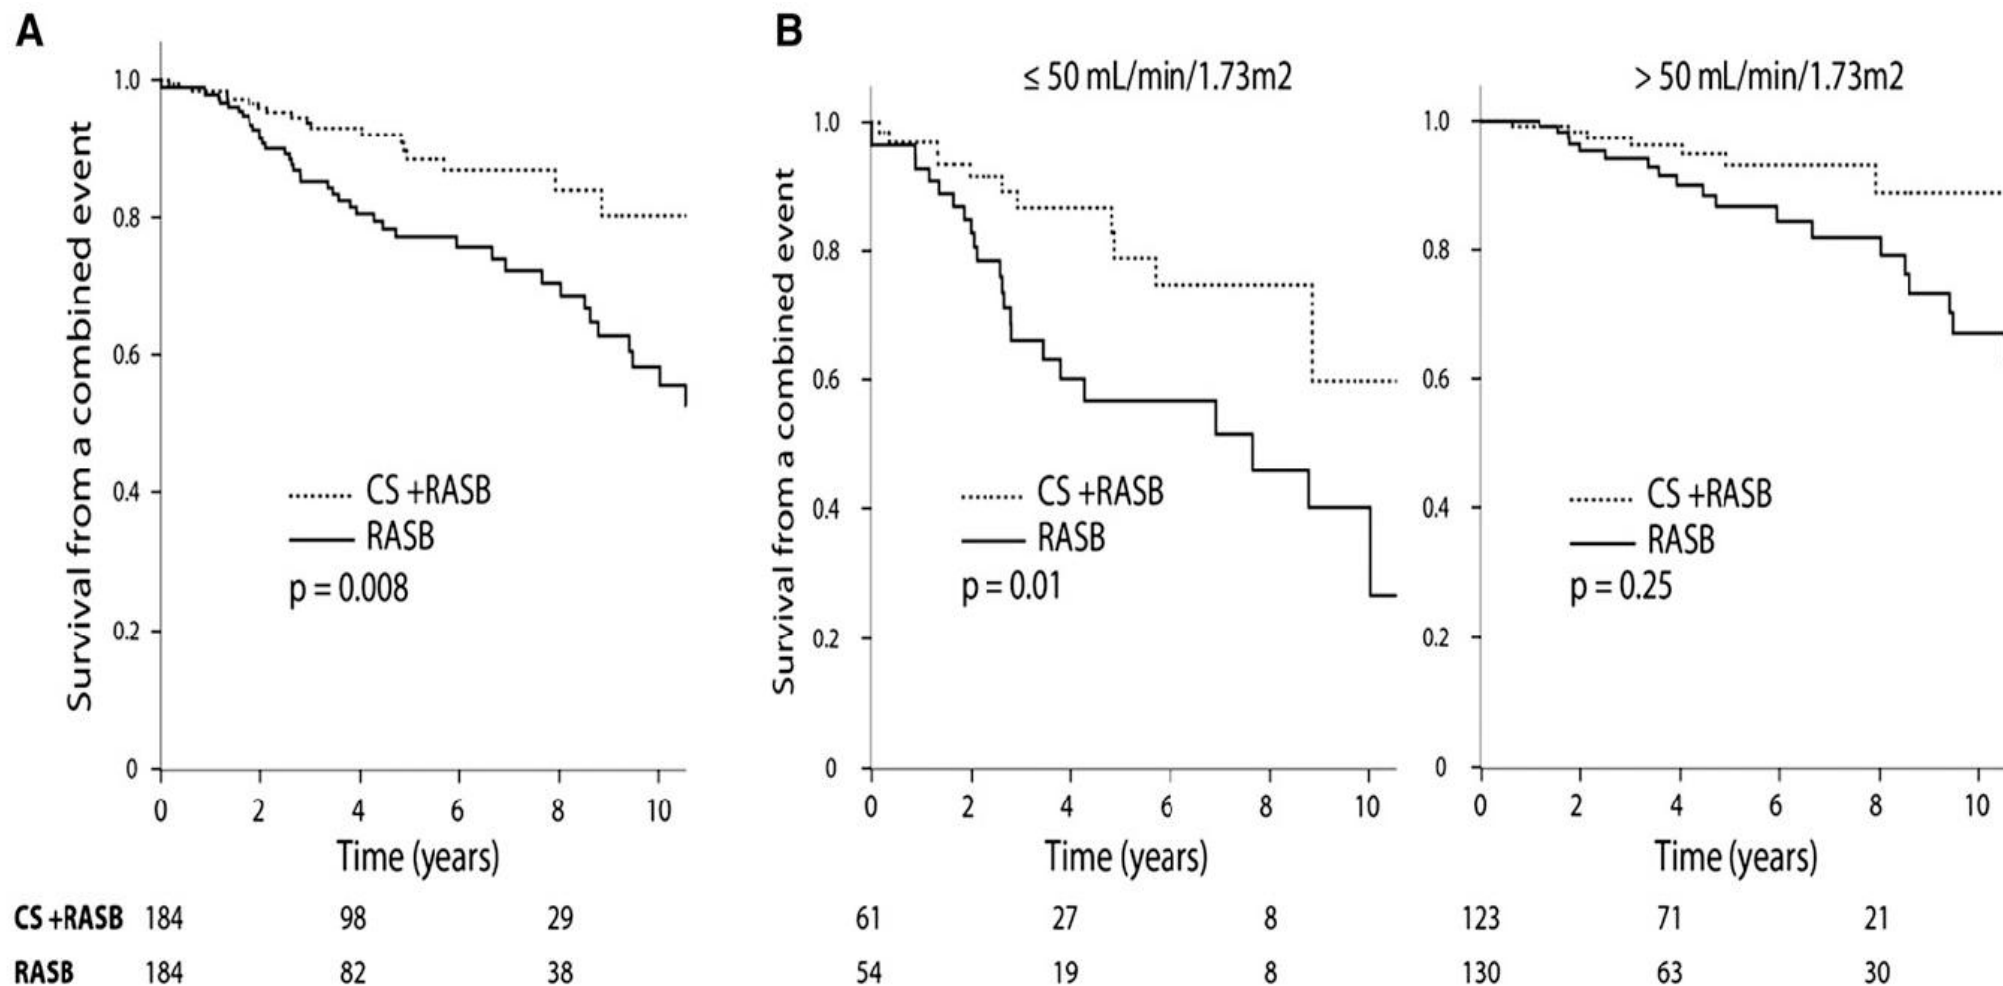 A
Survival from a combined event
1.0
0.8
0.6
0.4
0.2
0
CS +RASB
RASB
p = 0.008
0 2 4 6 8 10
Time (years)
B
≤ 50 mL/min/1.73m2
Survival from a combined event
1.0
0.8
0.6
0.4
0.2
0
CS +RASB
RASB
p = 0.01
0 2 4 6 8 10
Time (years)
> 50 mL/min/1.73m2
1.0
0.8
0.6
0.4
0.2
0
CS +RASB
RASB
p = 0.25
0 2 4 6 8 10
Time (years)
CS +RASB 184 98 29 61 27 8 123 71 21
RASB 184 82 38 54 19 8 130 63 30